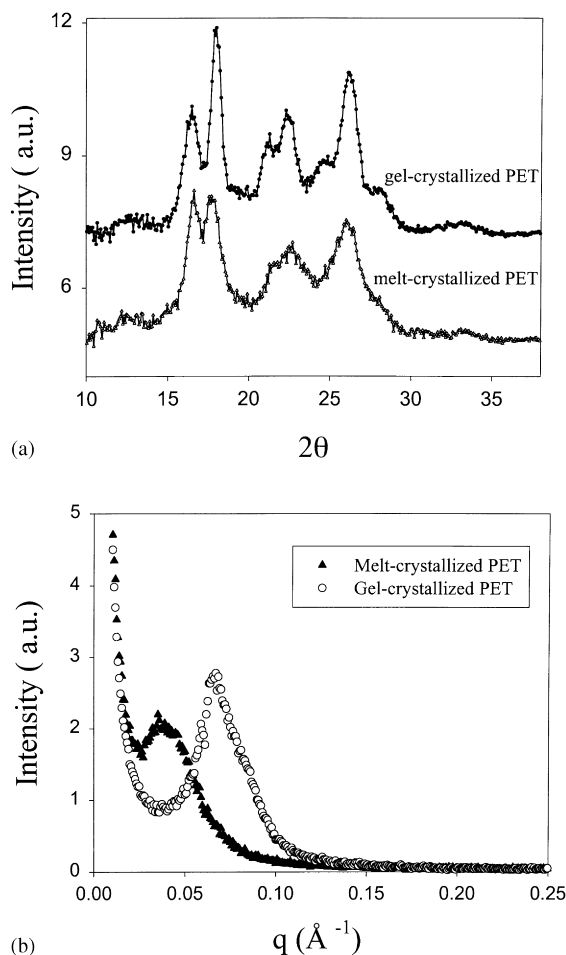 12
9
6
Intensity ( a.u.)
gel-crystallized PET
melt-crystallized PET
10 15 20 25 30 35
2θ
(a)
5
4
3
2
1
0
Intensity ( a.u.)
Melt-crystallized PET
Gel-crystallized PET
0.00 0.05 0.10 0.15 0.20 0.25
q (Å -1)
(b)